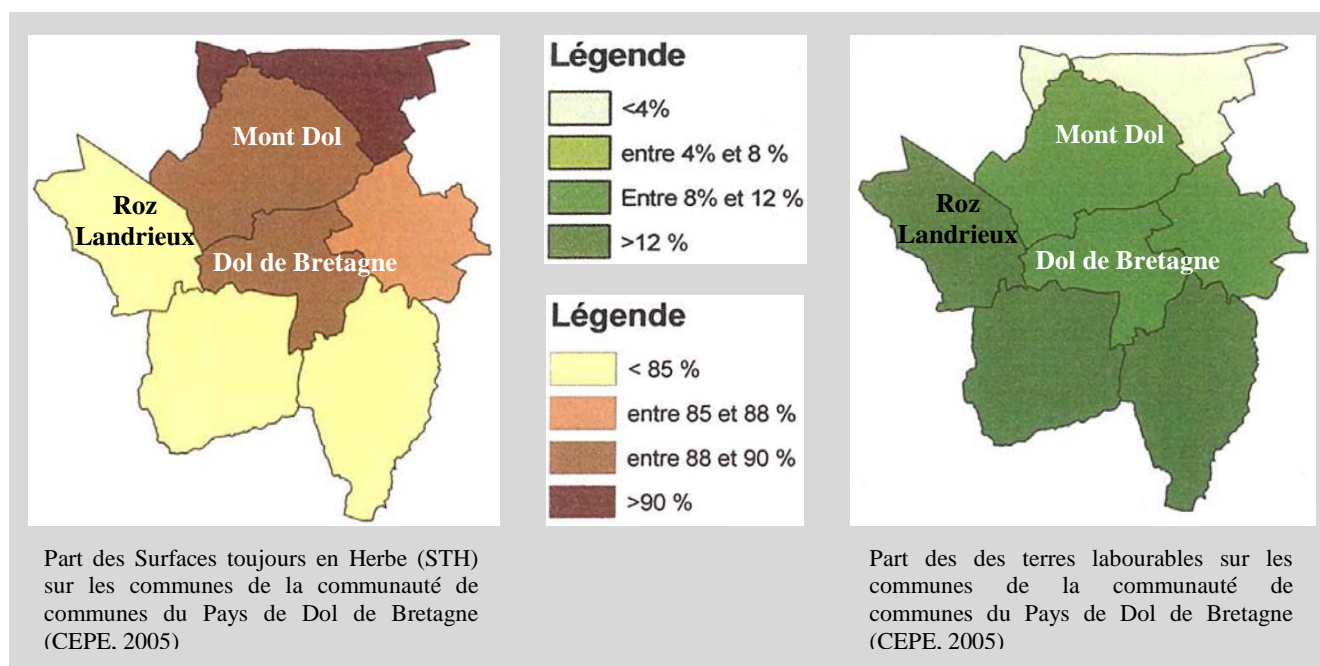 Mont Dol
Roz
Landrieux
Dol de Bretagne
Légende
<4%
entre 4% et 8 %
Entre 8% et 12 %
>12 %
Légende
< 85 %
entre 85 et 88 %
entre 88 et 90 %
>90 %
Mont Dol
Roz
Landrieux
Dol de Bretagne
Part des Surfaces toujours en Herbe (STH)
sur les communes de la communauté de
communes du Pays de Dol de Bretagne
(CEPE, 2005)
Part des des terres labourables sur les
communes de la communauté de
communes du Pays de Dol de Bretagne
(CEPE, 2005)